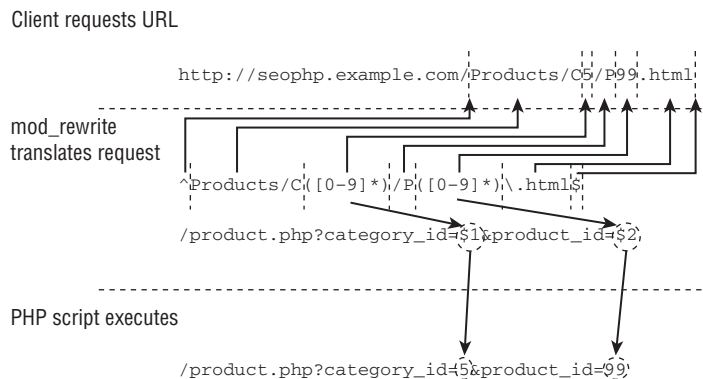 Client requests URL
http://seophp.example.com/Products/C5/P99.html
mod_rewrite
translates request
^Products/C([0-9]*)/P([0-9]*)\.html$
/product.php?category_id=$1&product_id=$2
PHP script executes
/product.php?category_id=5&product_id=99